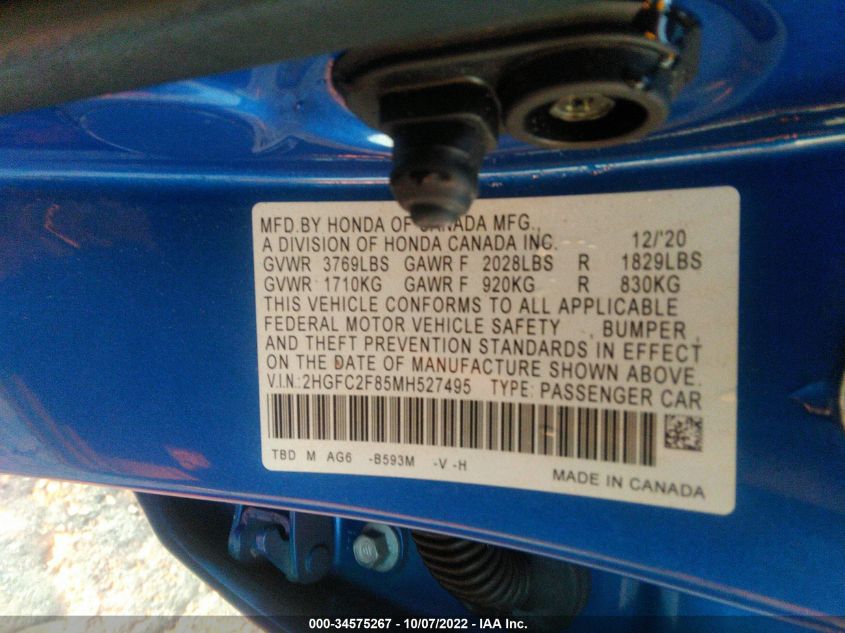 MFD.BY HONDA OF CANADA MFG.,
A DIVISION OF HONDA CANADA INC. 12/'20
GVWR 3769LBS GAWR F 2028LBS R 1829LBS
GVWR 1710KG GAWR F 920KG R 830KG
THIS VEHICLE CONFORMS TO ALL APPLICABLE
FEDERAL MOTOR VEHICLE SAFETY , BUMPER ,
AND THEFT PREVENTION STANDARDS IN EFFECT
ON THE DATE OF MANUFACTURE SHOWN ABOVE.
V.I.N.:2HGFC2F85MH527495 TYPE: PASSENGER CAR
TBD M AG6 -B593M -V -H
MADE IN CANADA
000-34575267 - 10/07/2022 - IAA Inc.